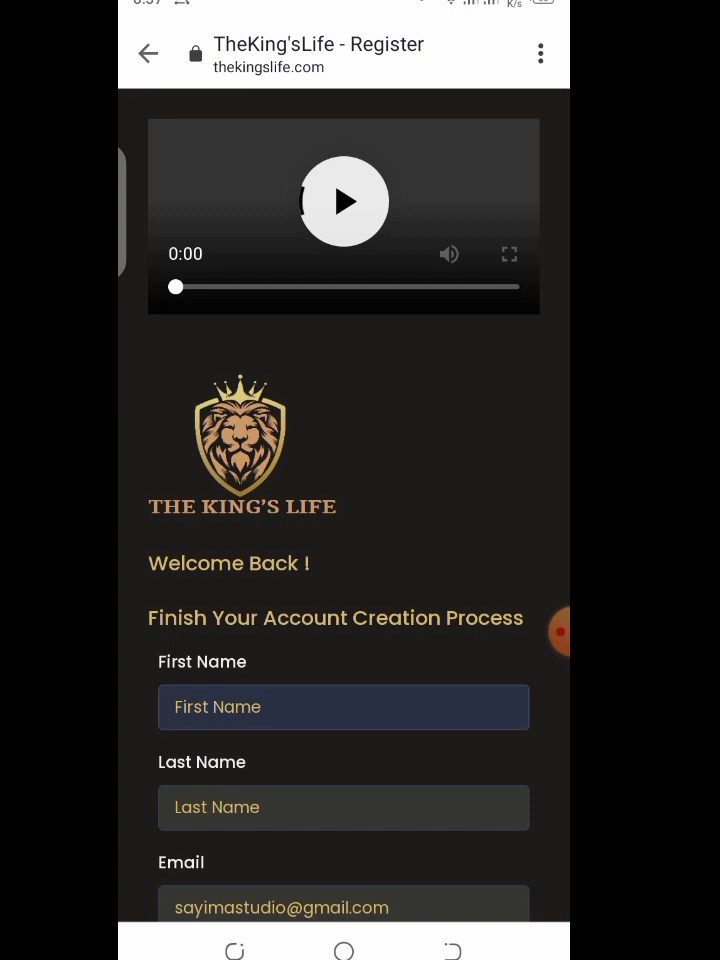 TheKing'sLife - Register
K/s
thekingslife.com
0:00
THE KING'S LIFE
Welcome Back !
Finish Your Account Creation Process
First Name
First Name
Last Name
Last Name
Email
sayimastudio@gmail.com